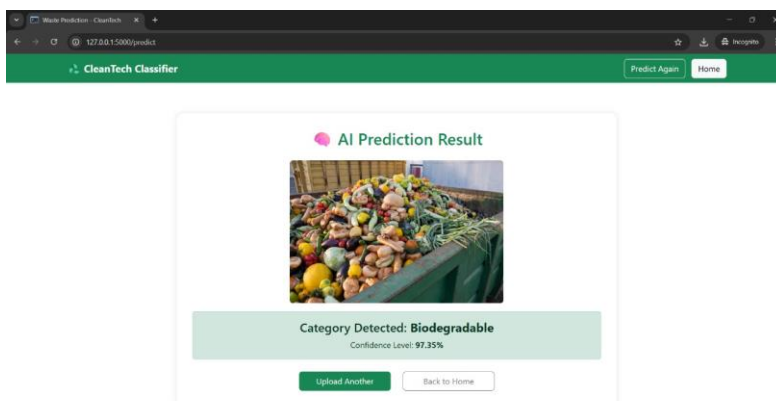 Waste Prediction - CleanTech
127.0.0.1:5000/predict
Incognito
CleanTech Classifier
Predict Again
Home
AI Prediction Result
Category Detected: Biodegradable
Confidence Level: 97.35%
Upload Another
Back to Home